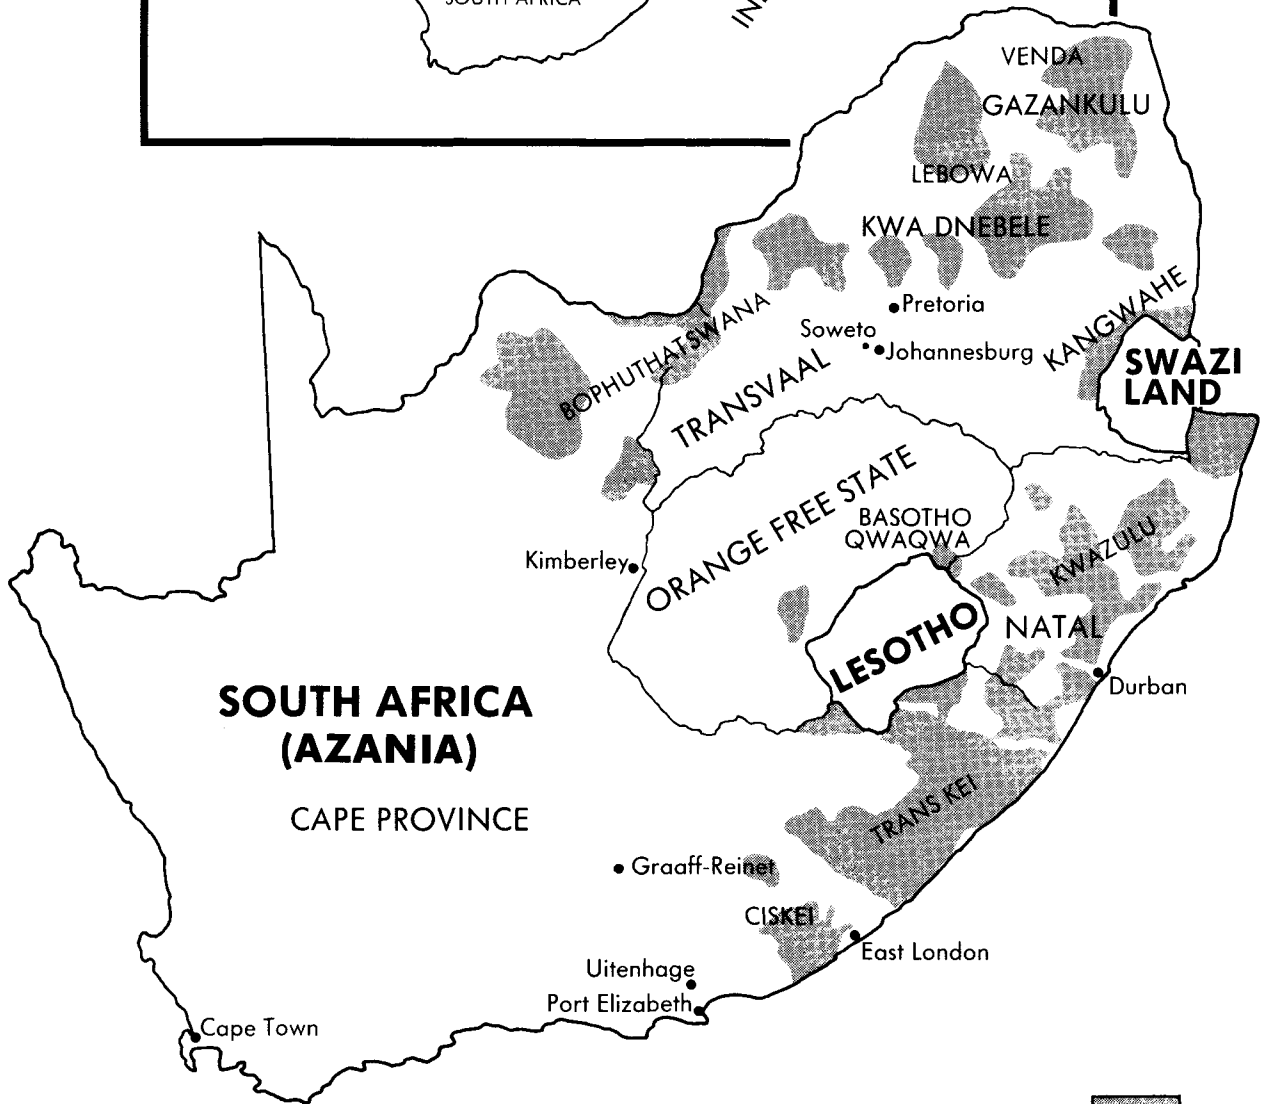 SOUTH AFRICA
IN
VENDA
GAZANKULU
LEBOWA
KWA DNEBELE
KANGWAHE
Pretoria
Soweto
Johannesburg
BOPHUTHATSWANA
TRANSVAAL
SWAZI
LAND
ORANGE FREE STATE
BASOTHO
QWAQWA
KWAZULU
Kimberley
LESOTHO
NATAL
Durban
SOUTH AFRICA
(AZANIA)
CAPE PROVINCE
TRANS KEI
Graaff-Reinet
CISKEI
East London
Uitenhage
Port Elizabeth
Cape Town